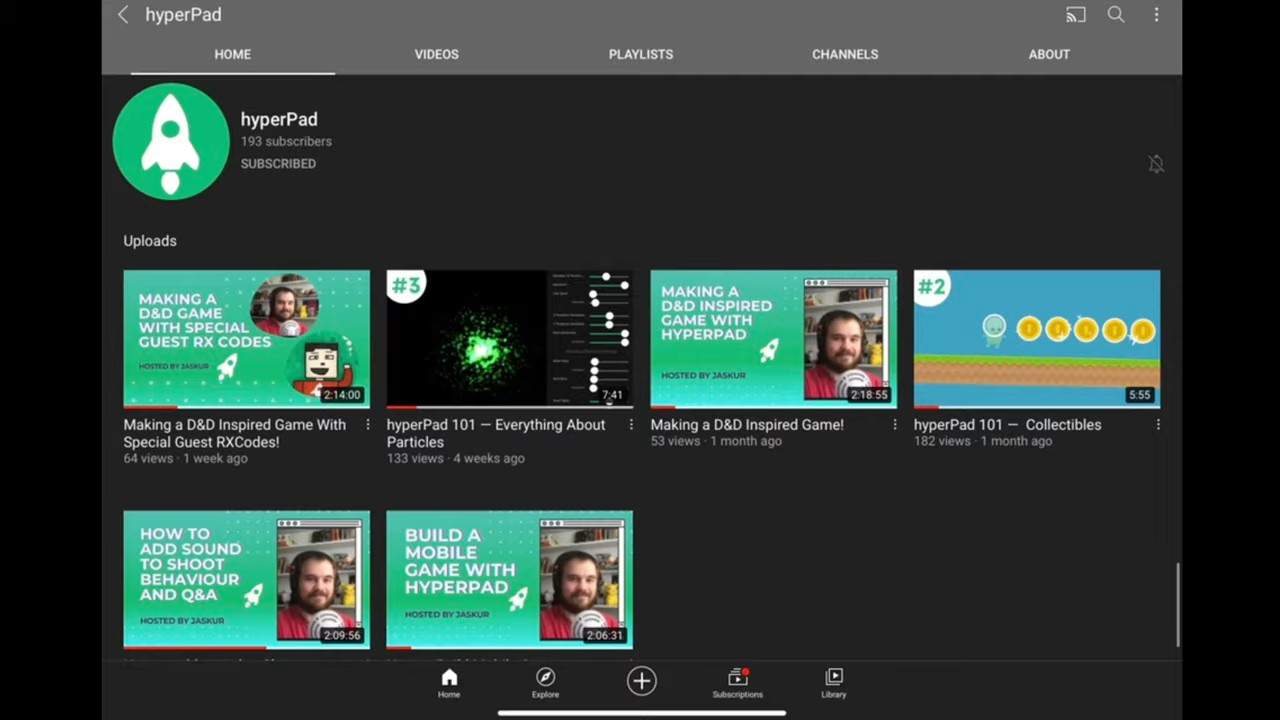 hyperPad
HOME
VIDEOS
PLAYLISTS
CHANNELS
ABOUT
hyperPad
193 subscribers
SUBSCRIBED
Uploads
MAKING A
D&D GAME
WITH SPECIAL
GUEST RX CODES
HOSTED BY JASKUR
2:14:00
#3
7:41
MAKING A
D&D INSPIRED
GAME WITH
HYPERPAD
HOSTED BY JASKUR
2:18:55
#2
5:55
Making a D&D Inspired Game With
Special Guest RXCodes!
64 views · 1 week ago
hyperPad 101 — Everything About
Particles
133 views · 4 weeks ago
Making a D&D Inspired Game!
53 views · 1 month ago
hyperPad 101 — Collectibles
182 views · 1 month ago
HOW TO
ADD SOUND
TO SHOOT
BEHAVIOUR
AND Q&A
HOSTED BY JASKUR
2:09:56
BUILD A
MOBILE
GAME WITH
HYPERPAD
HOSTED BY JASKUR
2:06:31
Home
Explore
Subscriptions
Library